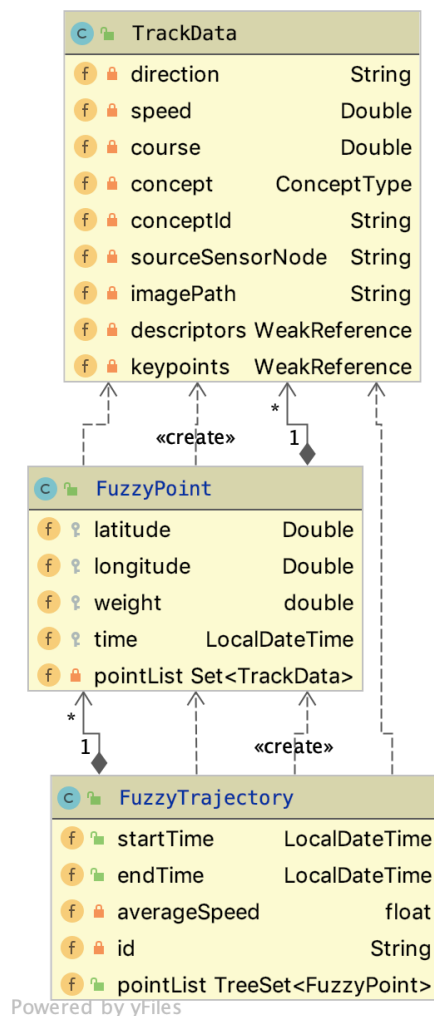 C TrackData
f direction String
f speed Double
f course Double
f concept ConceptType
f conceptId String
f sourceSensorNode String
f imagePath String
f descriptors WeakReference
f keypoints WeakReference
*
«create»
1
C FuzzyPoint
f latitude Double
f longitude Double
f weight double
f time LocalDateTime
f pointList Set<TrackData>
*
1
«create»
C FuzzyTrajectory
f startTime LocalDateTime
f endTime LocalDateTime
f averageSpeed float
f id String
f pointList TreeSet<FuzzyPoint>
Powered by yFiles